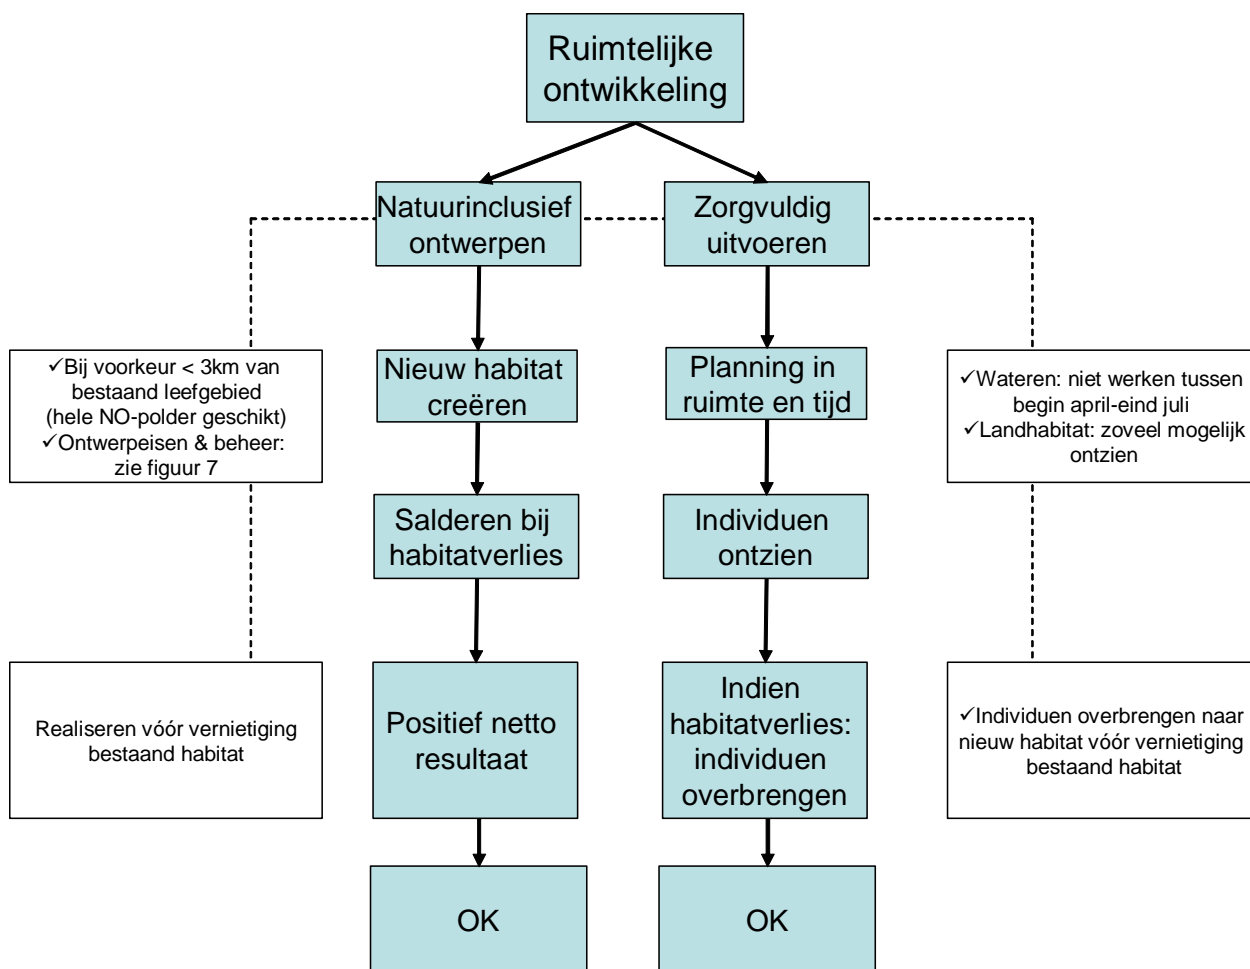 Ruimtelijke
ontwikkeling
Natuurinclusief
ontwerpen
Zorgvuldig
uitvoeren
✓Bij voorkeur < 3km van
bestaand leefgebied
(hele NO-polder geschikt)
✓Ontwerpeisen & beheer:
zie figuur 7
Nieuw habitat
creëren
Planning in
ruimte en tijd
✓Wateren: niet werken tussen
begin april-eind juli
✓Landhabitat: zoveel mogelijk
ontzien
Salderen bij
habitatverlies
Individuen
ontzien
Realiseren vóór vernietiging
bestaand habitat
Positief netto
resultaat
Indien
habitatverlies:
individuen
overbrengen
✓Individuen overbrengen naar
nieuw habitat vóór vernietiging
bestaand habitat
OK
OK